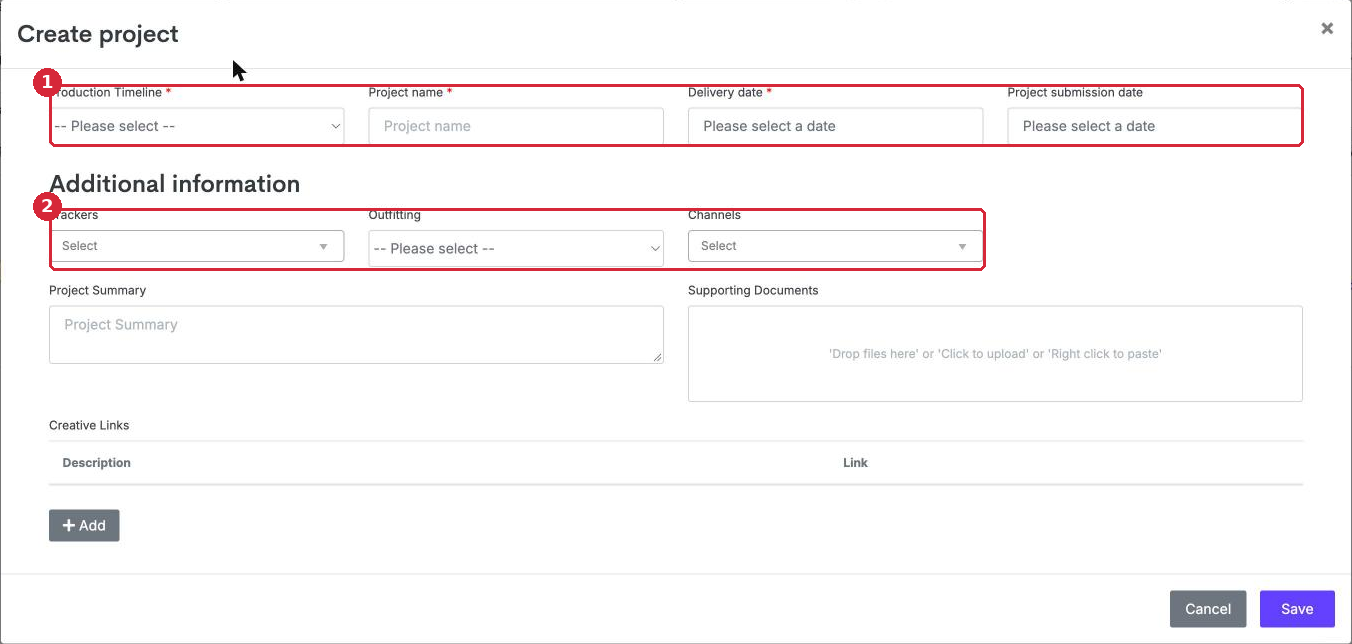 Create project
×
1
Production Timeline * Project name * Delivery date * Project submission date
-- Please select -- Project name Please select a date Please select a date
Additional information
2
Trackers Outfitting Channels
Select -- Please select -- Select
Project Summary Supporting Documents
Project Summary
'Drop files here' or 'Click to upload' or 'Right click to paste'
Creative Links
Description Link
+ Add
Cancel Save